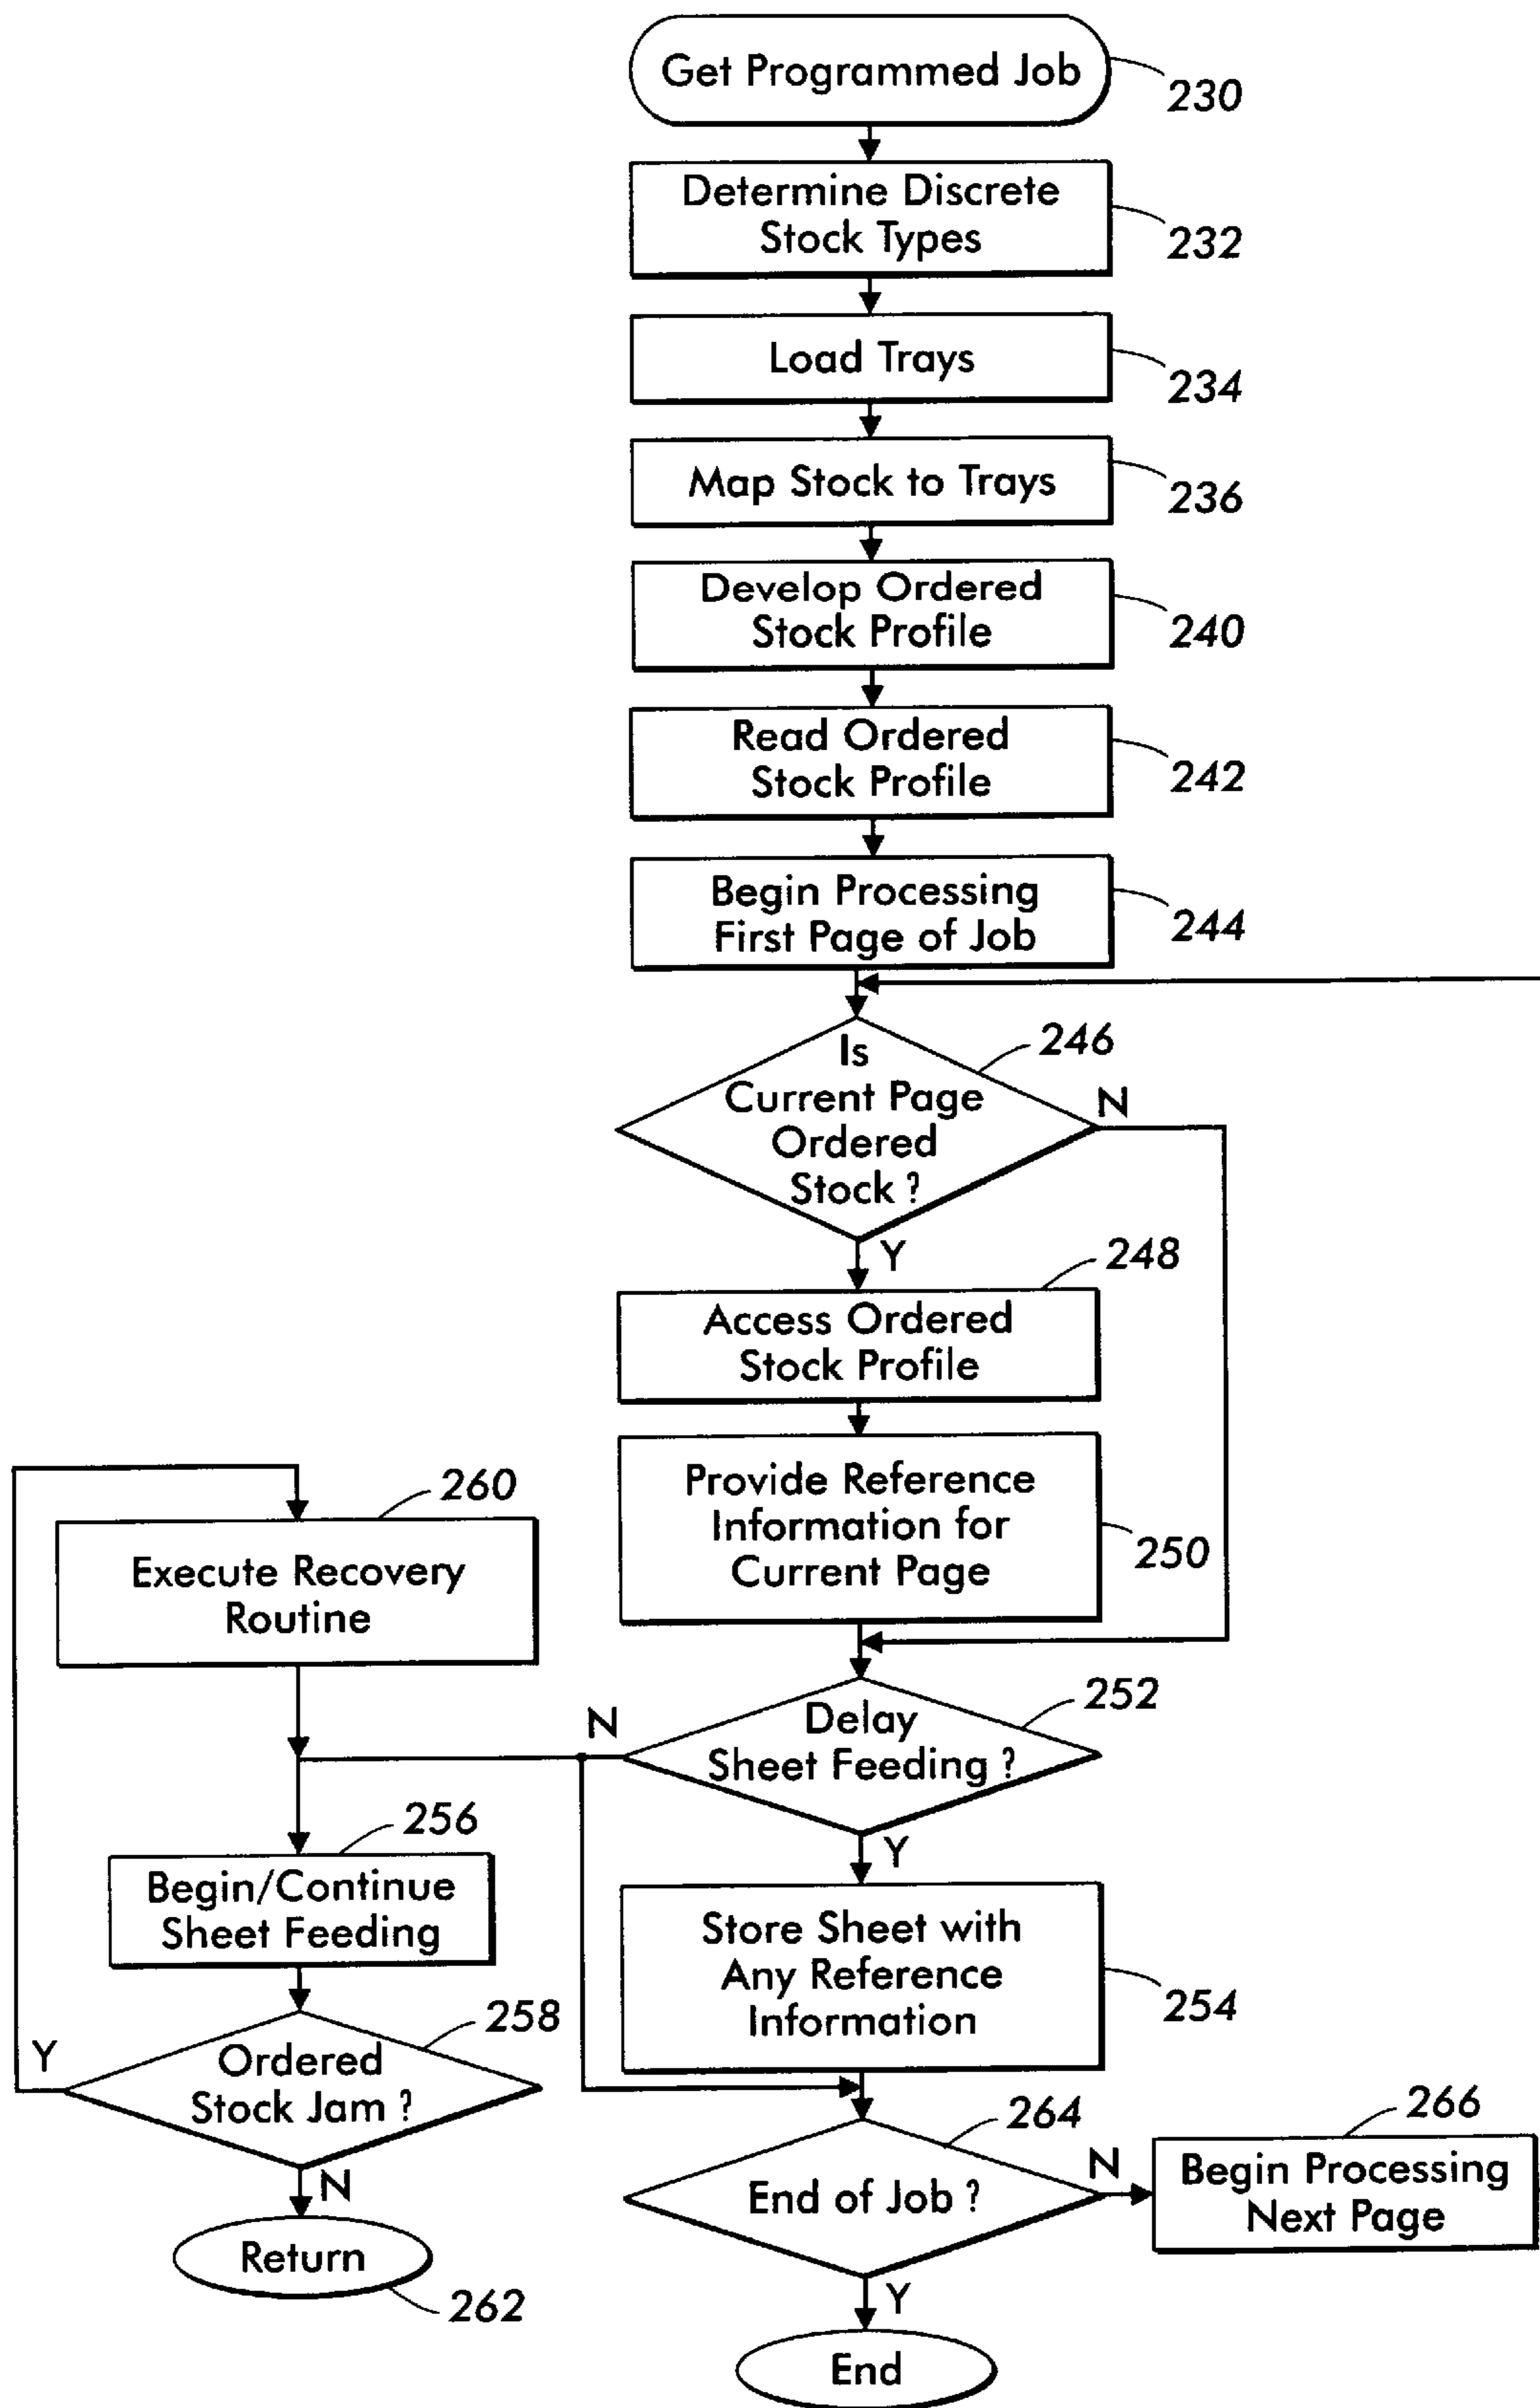 Get Programmed Job
230
Determine Discrete
Stock Types
232
Load Trays
234
Map Stock to Trays
236
Develop Ordered
Stock Profile
240
Read Ordered
Stock Profile
242
Begin Processing
First Page of Job
244
Is
Current Page
Ordered
Stock ?
246
N
Y
248
Access Ordered
Stock Profile
Provide Reference
Information for
Current Page
250
260
Execute Recovery
Routine
252
Delay
Sheet Feeding ?
N
Y
256
Begin/Continue
Sheet Feeding
Store Sheet with
Any Reference
Information
254
258
Ordered
Stock Jam ?
Y
N
Return
262
264
End of Job ?
N
Y
266
Begin Processing
Next Page
End